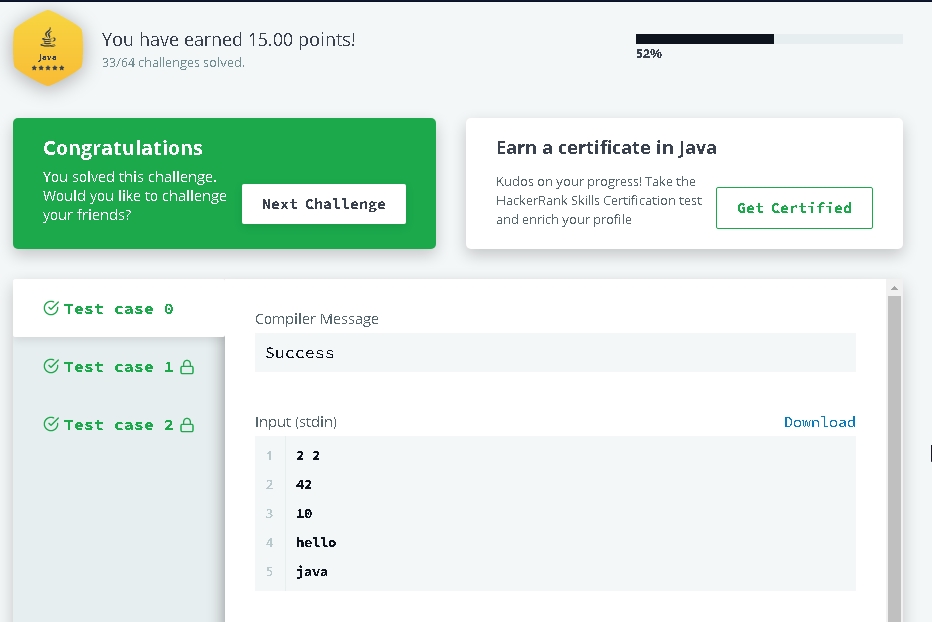 Java
You have earned 15.00 points!
33/64 challenges solved.
52%
Congratulations
You solved this challenge.
Would you like to challenge
your friends?
Next Challenge
Earn a certificate in Java
Kudos on your progress! Take the
HackerRank Skills Certification test
and enrich your profile
Get Certified
Test case 0
Test case 1
Test case 2
Compiler Message
Success
Input (stdin)
Download
1 2 2
2 42
3 10
4 hello
5 java